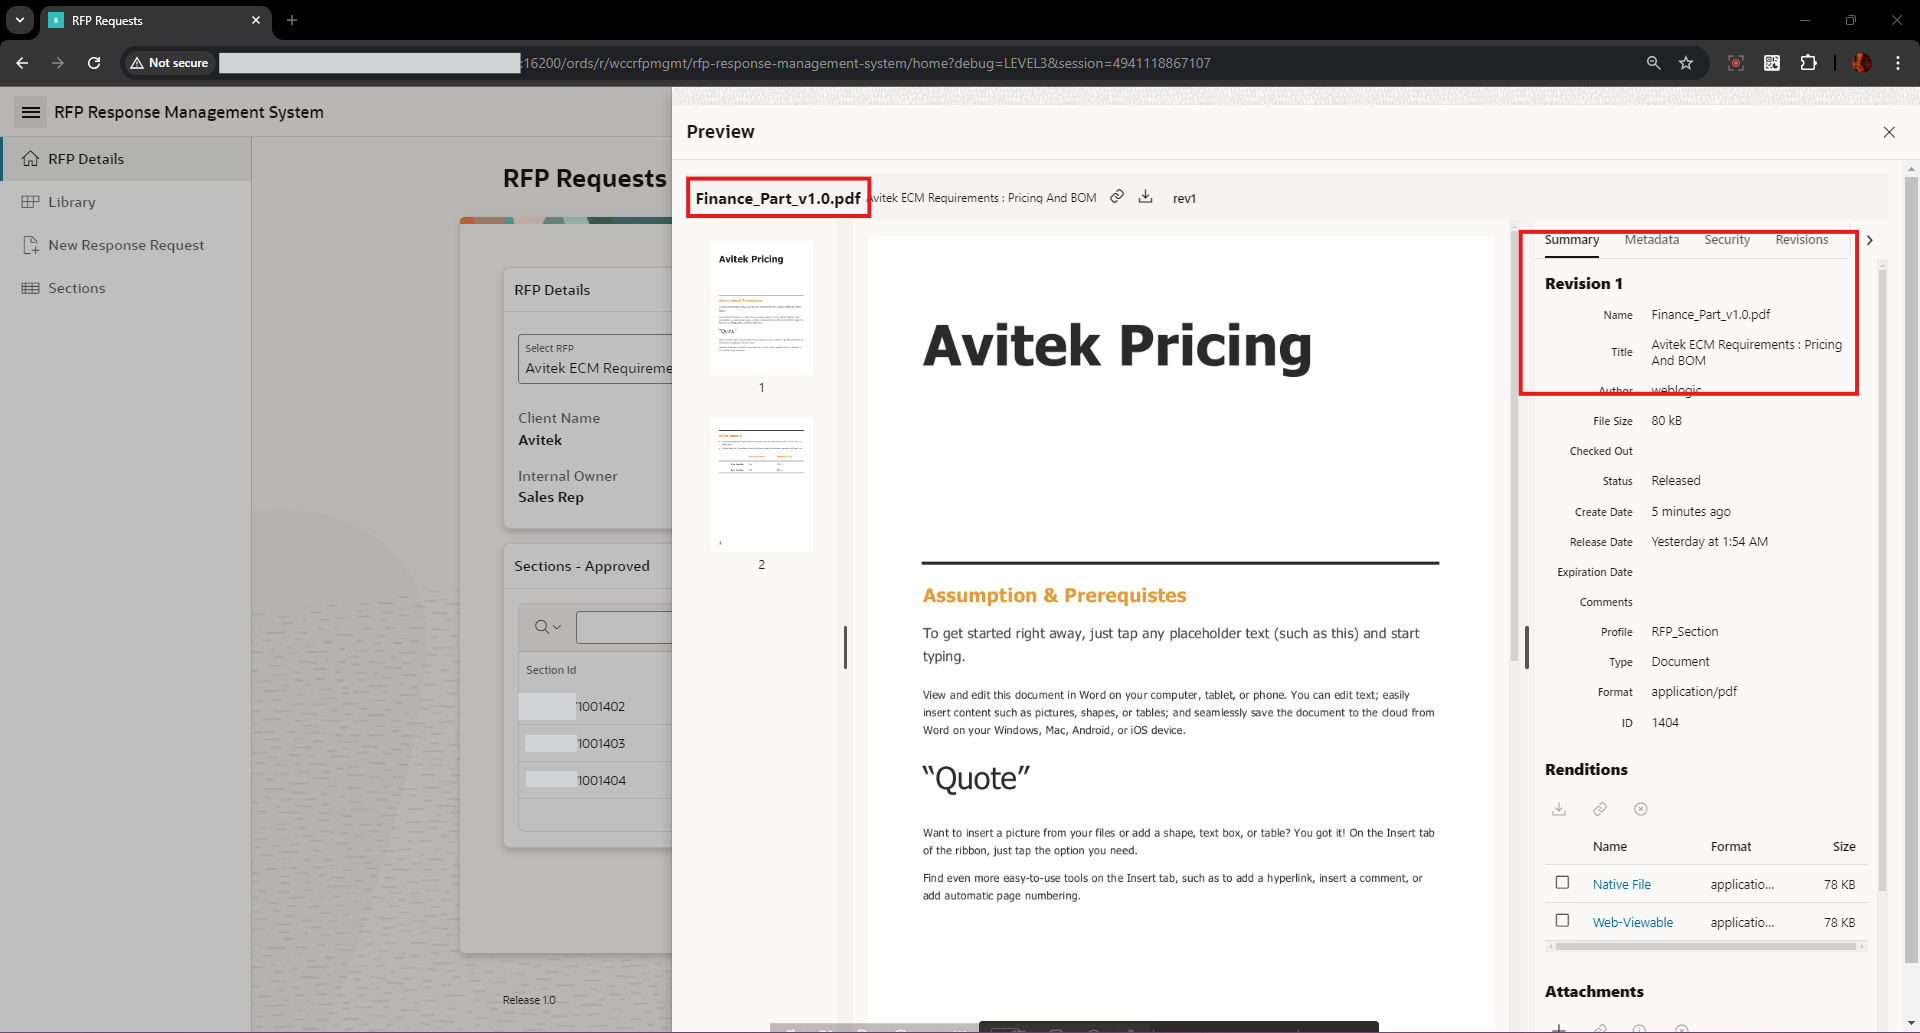 RFP Requests
Not secure
:16200/ords/r/wccrfpmgmt/rfp-response-management-system/home?debug=LEVEL3&session=4941118867107
RFP Response Management System
RFP Details
Library
New Response Request
Sections
RFP Requests
RFP Details
Select RFP
Avitek ECM Requireme
Client Name
Avitek
Internal Owner
Sales Rep
Sections - Approved
Section Id
1001402
1001403
1001404
Release 1.0
Preview
Finance_Part_v1.0.pdf Avitek ECM Requirements : Pricing And BOM rev1
Avitek Pricing
Assumption & Prerequistes
"Quote"
1
2
Avitek Pricing
Assumption & Prerequistes
To get started right away, just tap any placeholder text (such as this) and start
typing.
View and edit this document in Word on your computer, tablet, or phone. You can edit text; easily
insert content such as pictures, shapes, or tables; and seamlessly save the document to the cloud from
Word on your Windows, Mac, Android, or iOS device.
“Quote”
Want to insert a picture from your files or add a shape, text box, or table? You got it! On the Insert tab
of the ribbon, just tap the option you need.
Find even more easy-to-use tools on the Insert tab, such as to add a hyperlink, insert a comment, or
add automatic page numbering.
Summary Metadata Security Revisions
Revision 1
Name Finance_Part_v1.0.pdf
Title Avitek ECM Requirements : Pricing
And BOM
Author weblogic
File Size 80 kB
Checked Out
Status Released
Create Date 5 minutes ago
Release Date Yesterday at 1:54 AM
Expiration Date
Comments
Profile RFP_Section
Type Document
Format application/pdf
ID 1404
Renditions
Name Format Size
Native File applicatio... 78 KB
Web-Viewable applicatio... 78 KB
Attachments